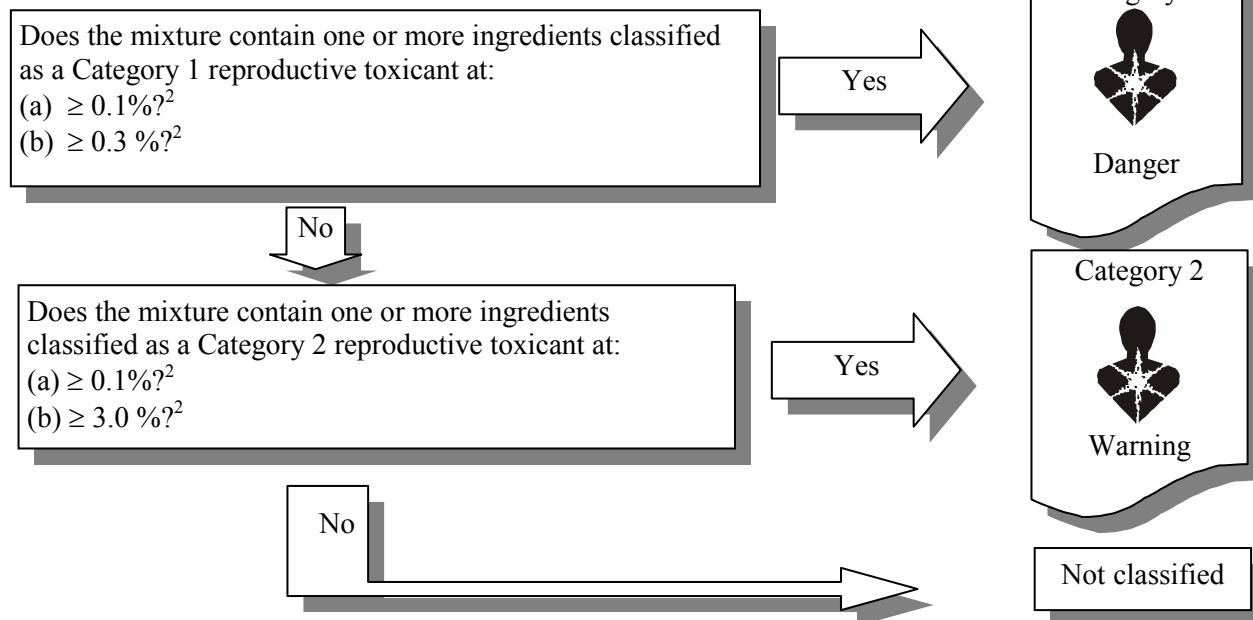 Does the mixture contain one or more ingredients classified
as a Category 1 reproductive toxicant at:
(a) ≥ 0.1%?²
(b) ≥ 0.3 %?²
Yes
Danger
No
Category 2
Does the mixture contain one or more ingredients
classified as a Category 2 reproductive toxicant at:
(a) ≥ 0.1%?²
(b) ≥ 3.0 %?²
Yes
Warning
No
Not classified